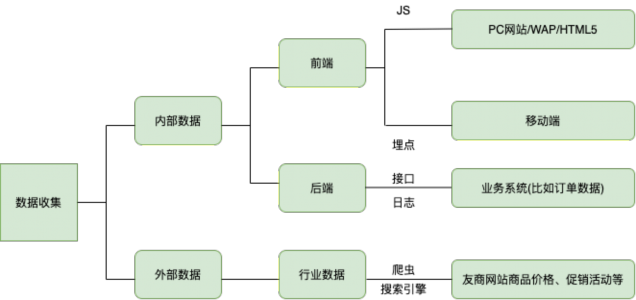 JS
PC网站/WAP/HTML5
前端
内部数据
移动端
埋点
数据收集
后端
接口
日志
业务系统(比如订单数据)
外部数据
行业数据
爬虫
搜索引擎
友商网站商品价格、促销活动等